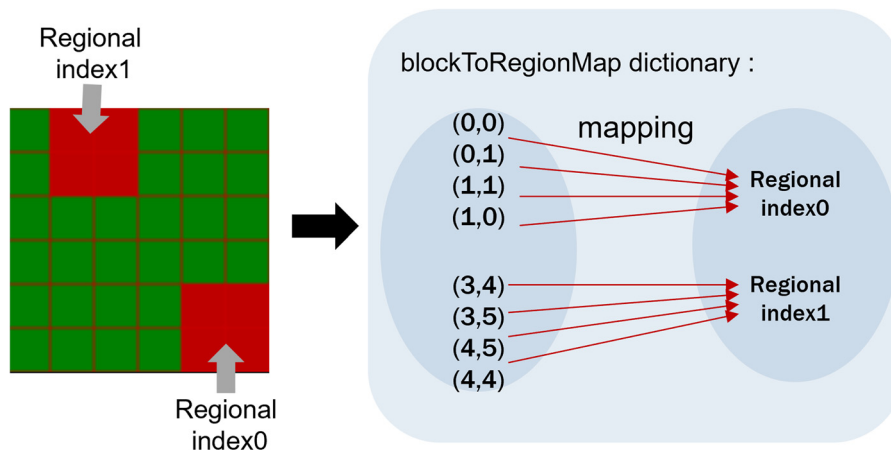 Regional
index1
Regional
index0
blockToRegionMap dictionary :
mapping
(0,0)
(0,1)
(1,1)
(1,0)
Regional
index0
(3,4)
(3,5)
(4,5)
(4,4)
Regional
index1